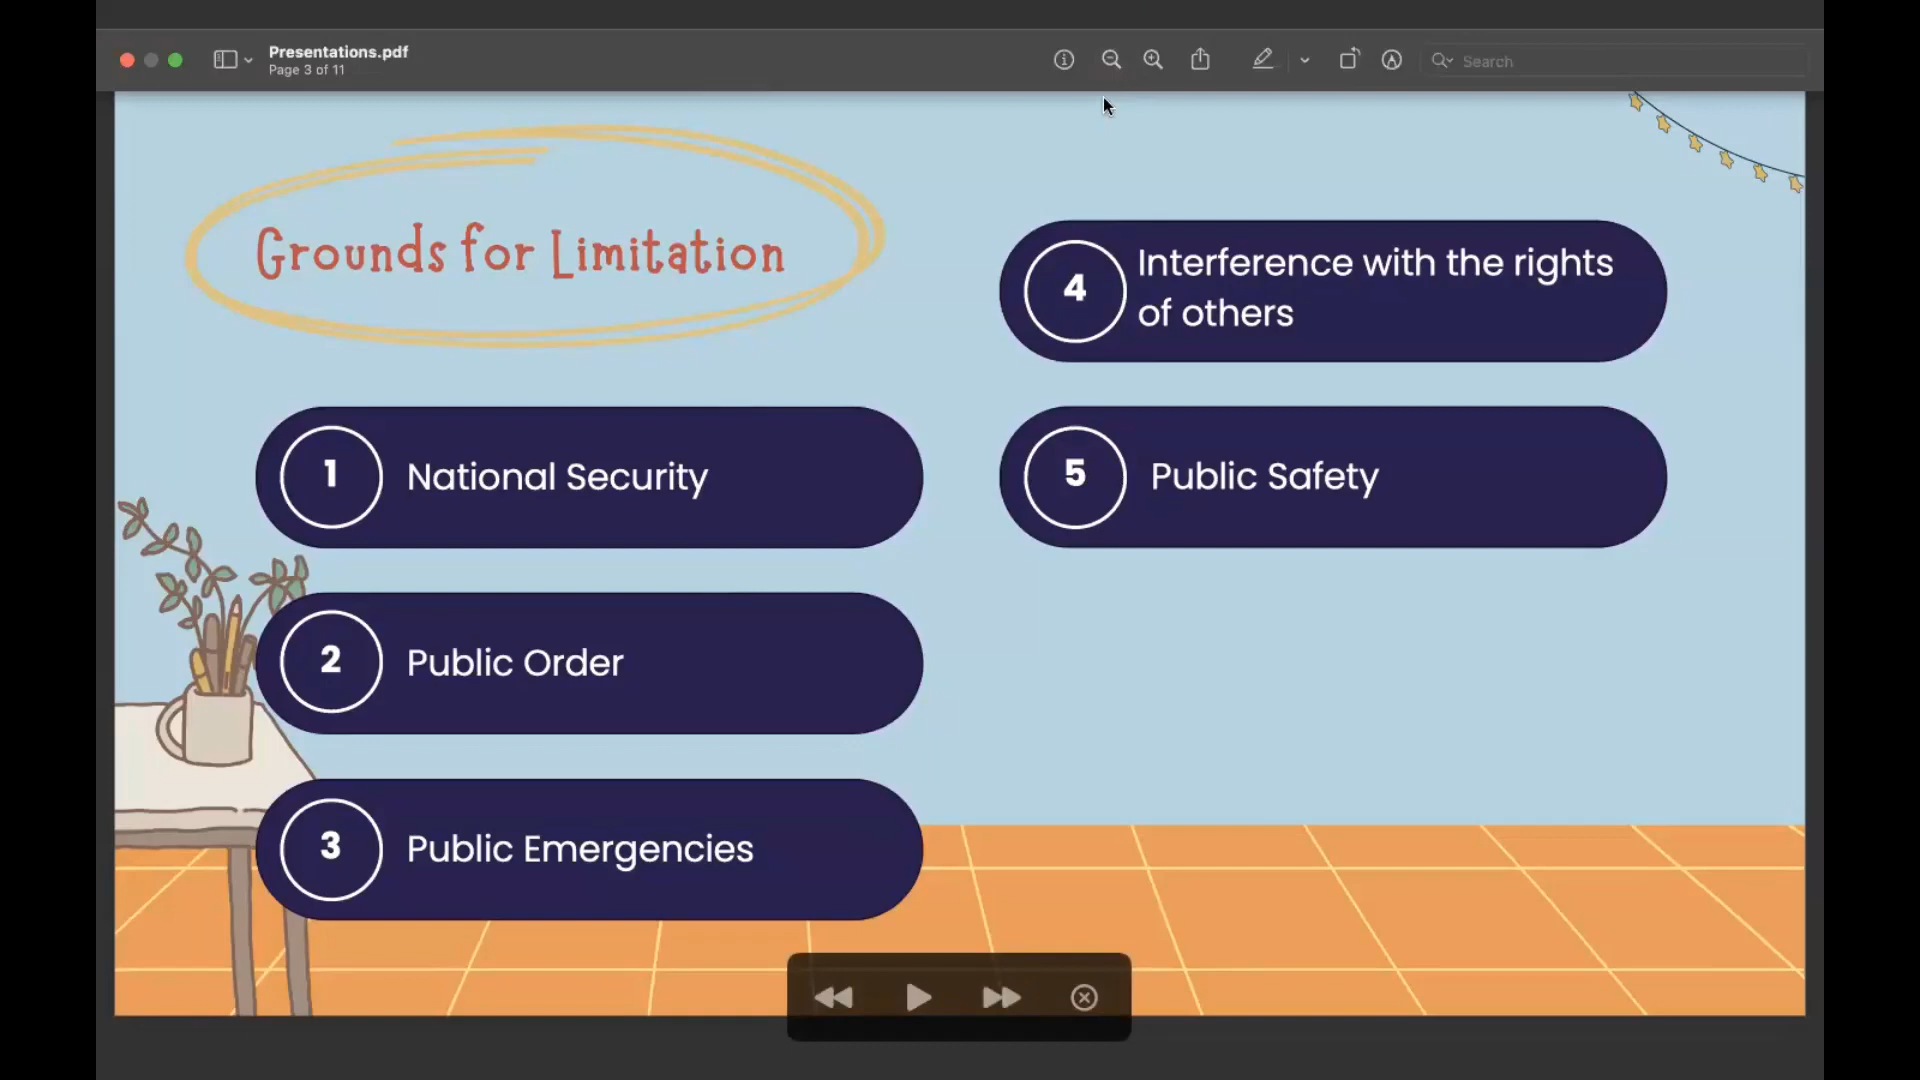 Presentations.pdf
Page 3 of 11
Search
Grounds for Limitation
1 National Security
2 Public Order
3 Public Emergencies
4 Interference with the rights
of others
5 Public Safety